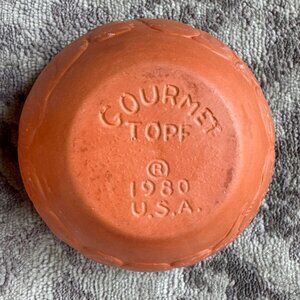 GOURMET
TOPF
®
1980
U.S.A.